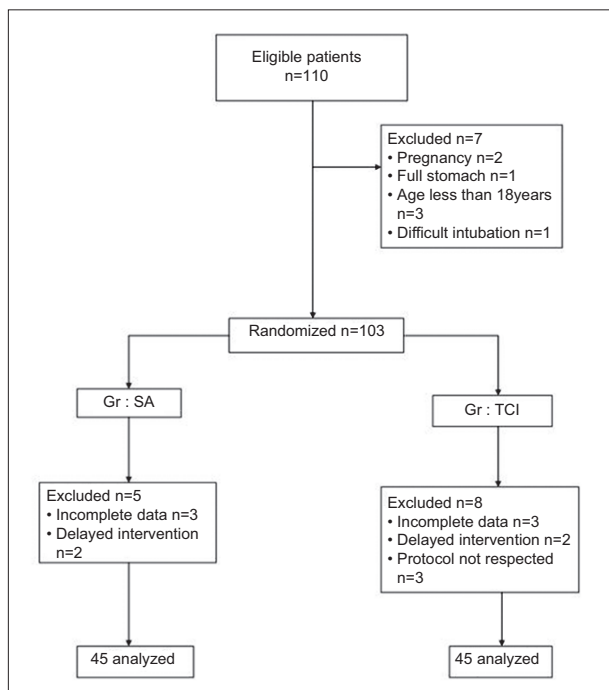 Eligible patients
n=110
Excluded n=7
• Pregnancy n=2
• Full stomach n=1
• Age less than 18years
n=3
• Difficult intubation n=1
Randomized n=103
Gr : SA
Gr : TCI
Excluded n=5
• Incomplete data n=3
• Delayed intervention
n=2
Excluded n=8
• Incomplete data n=3
• Delayed intervention n=2
• Protocol not respected
n=3
45 analyzed
45 analyzed